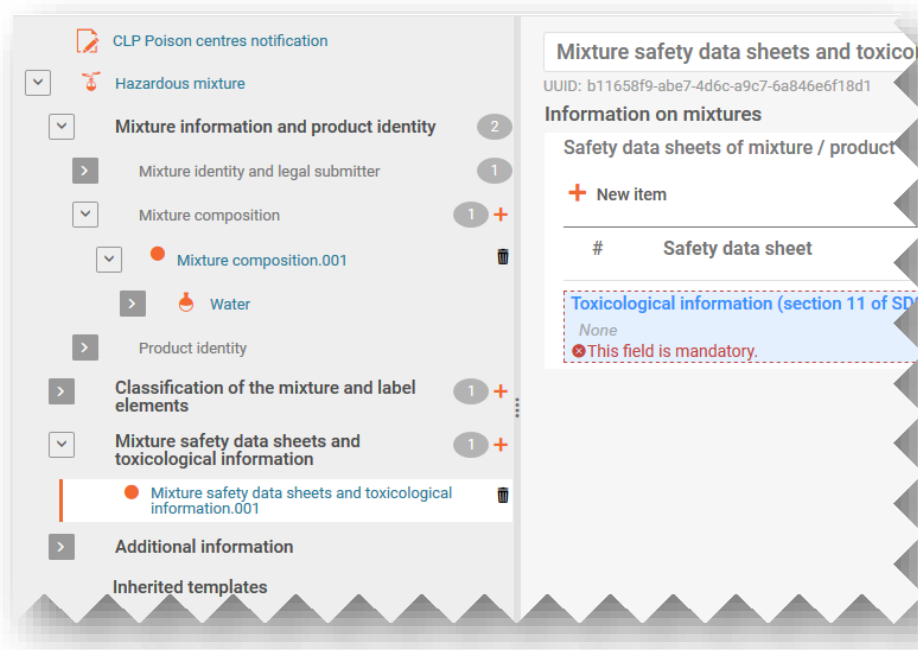 CLP Poison centres notification
Hazardous mixture
Mixture information and product identity 2
Mixture identity and legal submitter 1
Mixture composition 1
Mixture composition.001
Water
Product identity
Classification of the mixture and label
elements 1
Mixture safety data sheets and
toxicological information 1
Mixture safety data sheets and toxicological
information.001
Additional information
Inherited templates
Mixture safety data sheets and
UUID: b11658f9-abe7-4d6c-a9c7-6a846e6f18d1
Information on mixtures
Safety data sheets of mixture / product
New item
# Safety data sheet
Toxicological information (section 11 of
None
This field is mandatory.